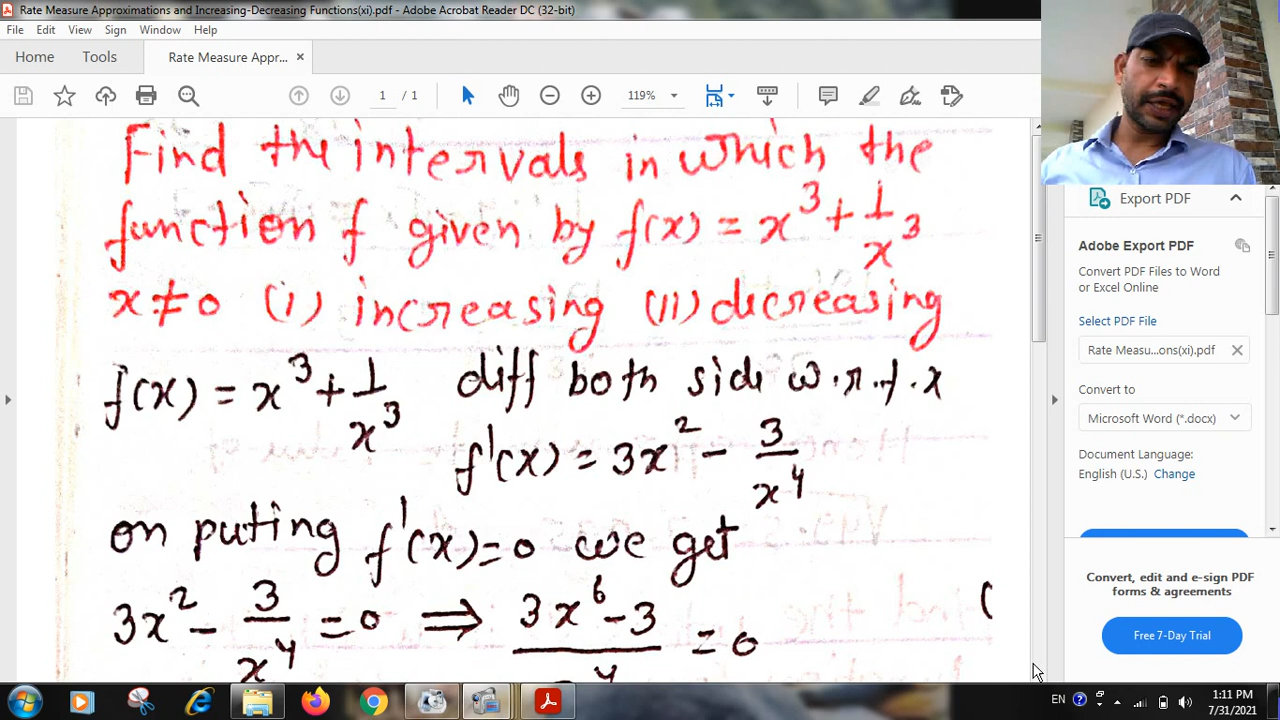 Rate Measure Approximations and Increasing-Decreasing Functions(xi).pdf - Adobe Acrobat Reader DC (32-bit)
File Edit View Sign Window Help
Home Tools Rate Measure Appr... ×
1 / 1 119%
Find the intervals in which the
function f given by f(x) = x³ + 1/x³
x ≠ 0 (i) increasing (ii) decreasing
f(x) = x³ + 1/x³ diff both side w.r.t.x
f'(x) = 3x² - 3/x⁴
on puting f'(x)=0 we get
3x² - 3/x⁴ = 0 ⇒ 3x⁶-3/x⁴ = 0
Export PDF
Adobe Export PDF
Convert PDF Files to Word
or Excel Online
Select PDF File
Rate Measu...ons(xi).pdf ×
Convert to
Microsoft Word (*.docx)
Document Language:
English (U.S.) Change
Convert, edit and e-sign PDF
forms & agreements
Free 7-Day Trial
EN 1:11 PM
7/31/2021